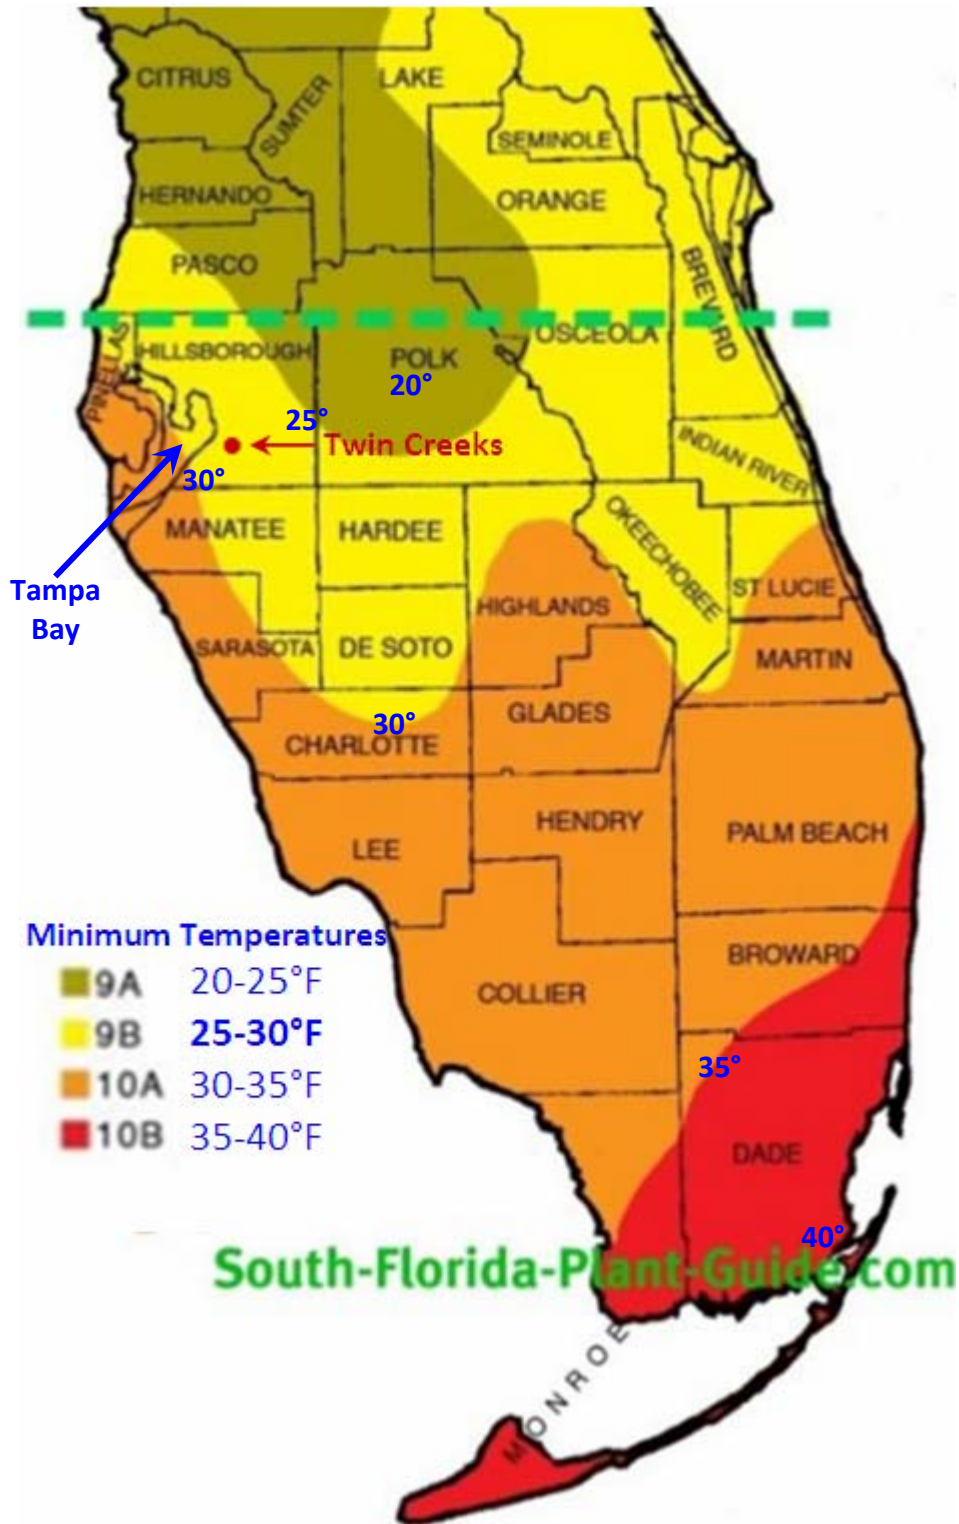 CITRUS
SUMTER
LAKE
SEMINOLE
HERNANDO
ORANGE
PASCO
BREVARD
OSCEOLA
PINELLAS
HILLSBOROUGH
POLK
20°
25°
Twin Creeks
INDIAN RIVER
30°
MANATEE
HARDEE
OKEECHOBEE
Tampa
Bay
HIGHLANDS
ST LUCIE
SARASOTA
DE SOTO
MARTIN
GLADES
30°
CHARLOTTE
HENDRY
PALM BEACH
LEE
Minimum Temperatures
9A 20-25°F
9B 25-30°F
10A 30-35°F
10B 35-40°F
BROWARD
COLLIER
35°
DADE
40°
South-Florida-Plant-Guide.com
MONROE